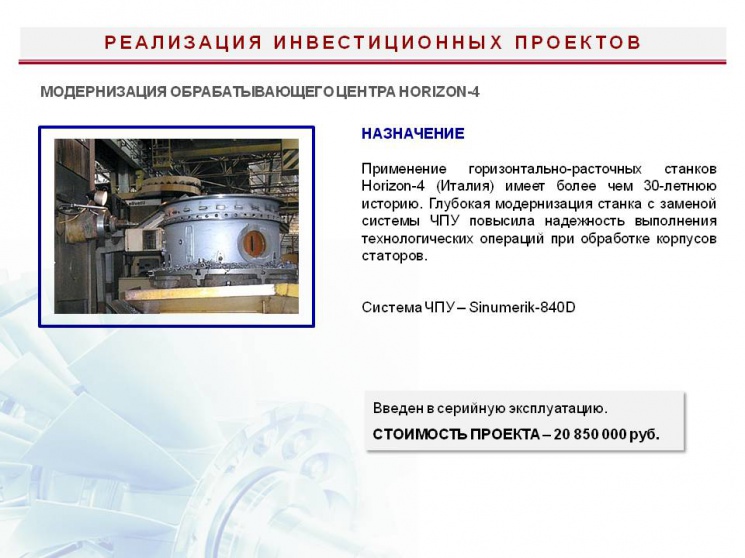 РЕАЛИЗАЦИЯ ИНВЕСТИЦИОННЫХ ПРОЕКТОВ
МОДЕРНИЗАЦИЯ ОБРАБАТЫВАЮЩЕГО ЦЕНТРА HORIZON-4
НАЗНАЧЕНИЕ
Применение горизонтально-расточных станков
Horizon-4 (Италия) имеет более чем 30-летнюю
историю. Глубокая модернизация станка с заменой
системы ЧПУ повысила надежность выполнения
технологических операций при обработке корпусов
статоров.
Система ЧПУ – Sinumerik-840D
Введен в серийную эксплуатацию.
СТОИМОСТЬ ПРОЕКТА – 20 850 000 руб.